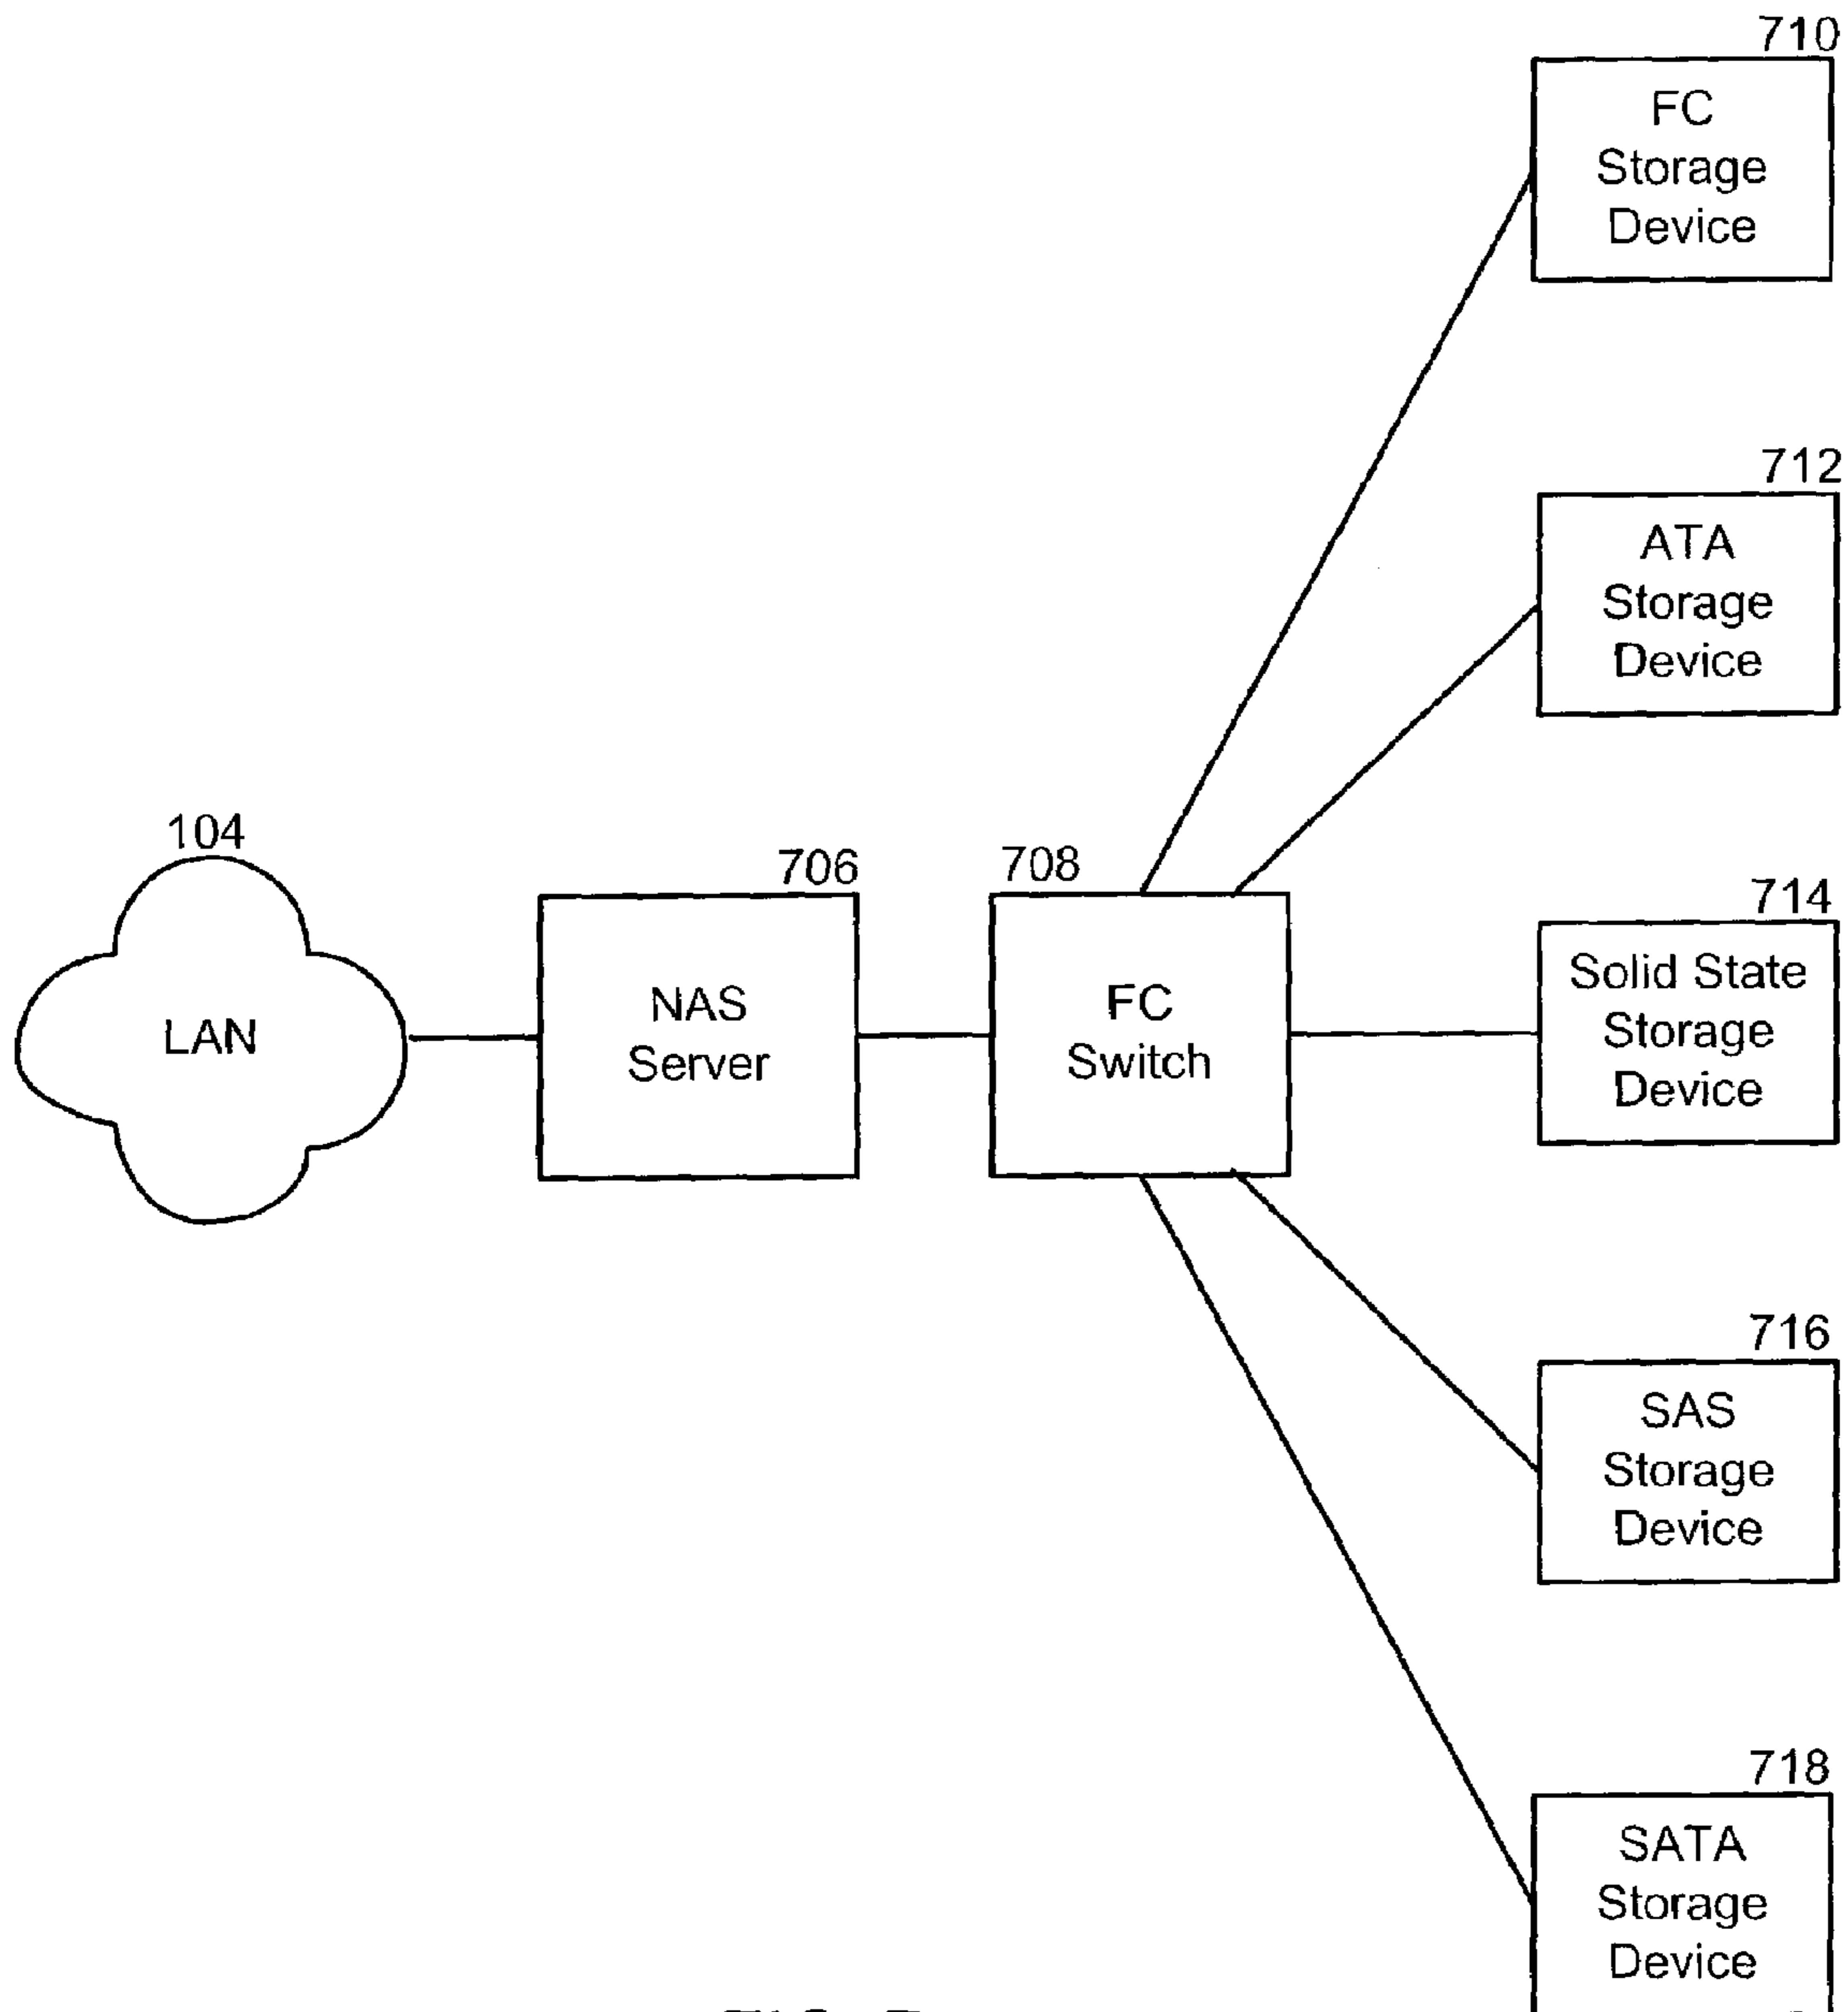 710
FC
Storage
Device
712
ATA
Storage
Device
104
LAN
706
NAS
Server
708
FC
Switch
714
Solid State
Storage
Device
716
SAS
Storage
Device
718
SATA
Storage
Device